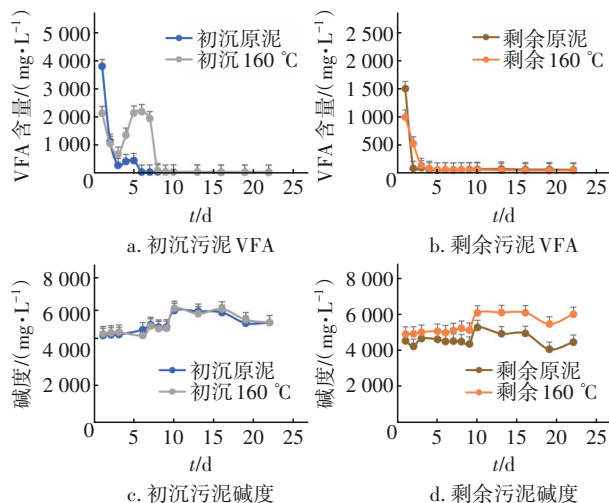 VFA 含量/(mg·L⁻¹)
5 000
4 000
3 000
2 000
1 000
0
初沉原泥
初沉 160 ℃
0 5 10 15 20 25
t/d
a. 初沉污泥 VFA
VFA 含量/(mg·L⁻¹)
2 500
2 000
1 500
1 000
500
0
剩余原泥
剩余 160 ℃
0 5 10 15 20 25
t/d
b. 剩余污泥 VFA
碱度/(mg·L⁻¹)
8 000
6 000
4 000
2 000
初沉原泥
初沉 160 ℃
0 5 10 15 20 25
t/d
c. 初沉污泥碱度
碱度/(mg·L⁻¹)
8 000
6 000
4 000
2 000
剩余原泥
剩余 160 ℃
0 5 10 15 20 25
t/d
d. 剩余污泥碱度